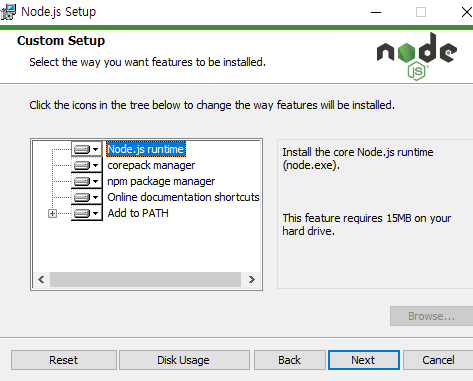 Node.js Setup
Custom Setup
Select the way you want features to be installed.
node
JS
Click the icons in the tree below to change the way features will be installed.
Node.js runtime
corepack manager
npm package manager
Online documentation shortcuts
Add to PATH
Install the core Node.js runtime
(node.exe).
This feature requires 15MB on your
hard drive.
Browse...
Reset
Disk Usage
Back
Next
Cancel